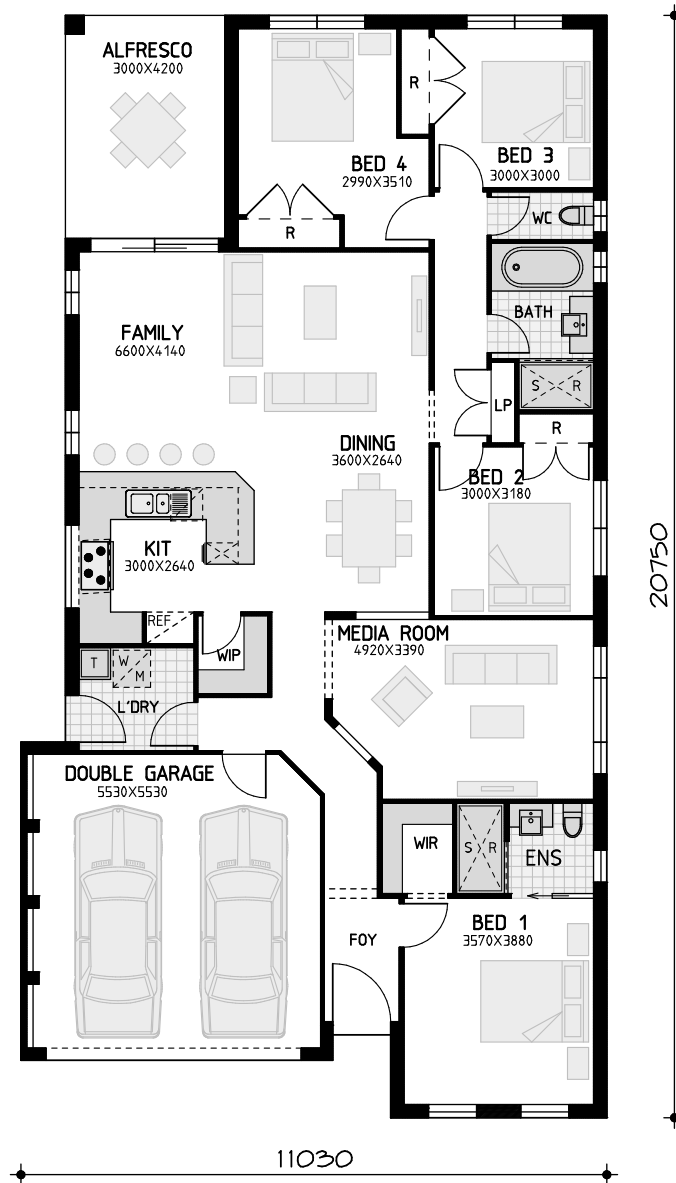 ALFRESCO
3000X4200
R
BED 4
2990X3510
BED 3
3000X3000
R
WC
BATH
FAMILY
6600X4140
S R
LP
R
DINING
3600X2640
BED 2
3000X3180
KIT
3000X2640
20750
REF
WIP
MEDIA ROOM
4920X3390
T
W
M
L'DRY
DOUBLE GARAGE
5530X5530
WIR
S R
ENS
FOY
BED 1
3570X3880
11030